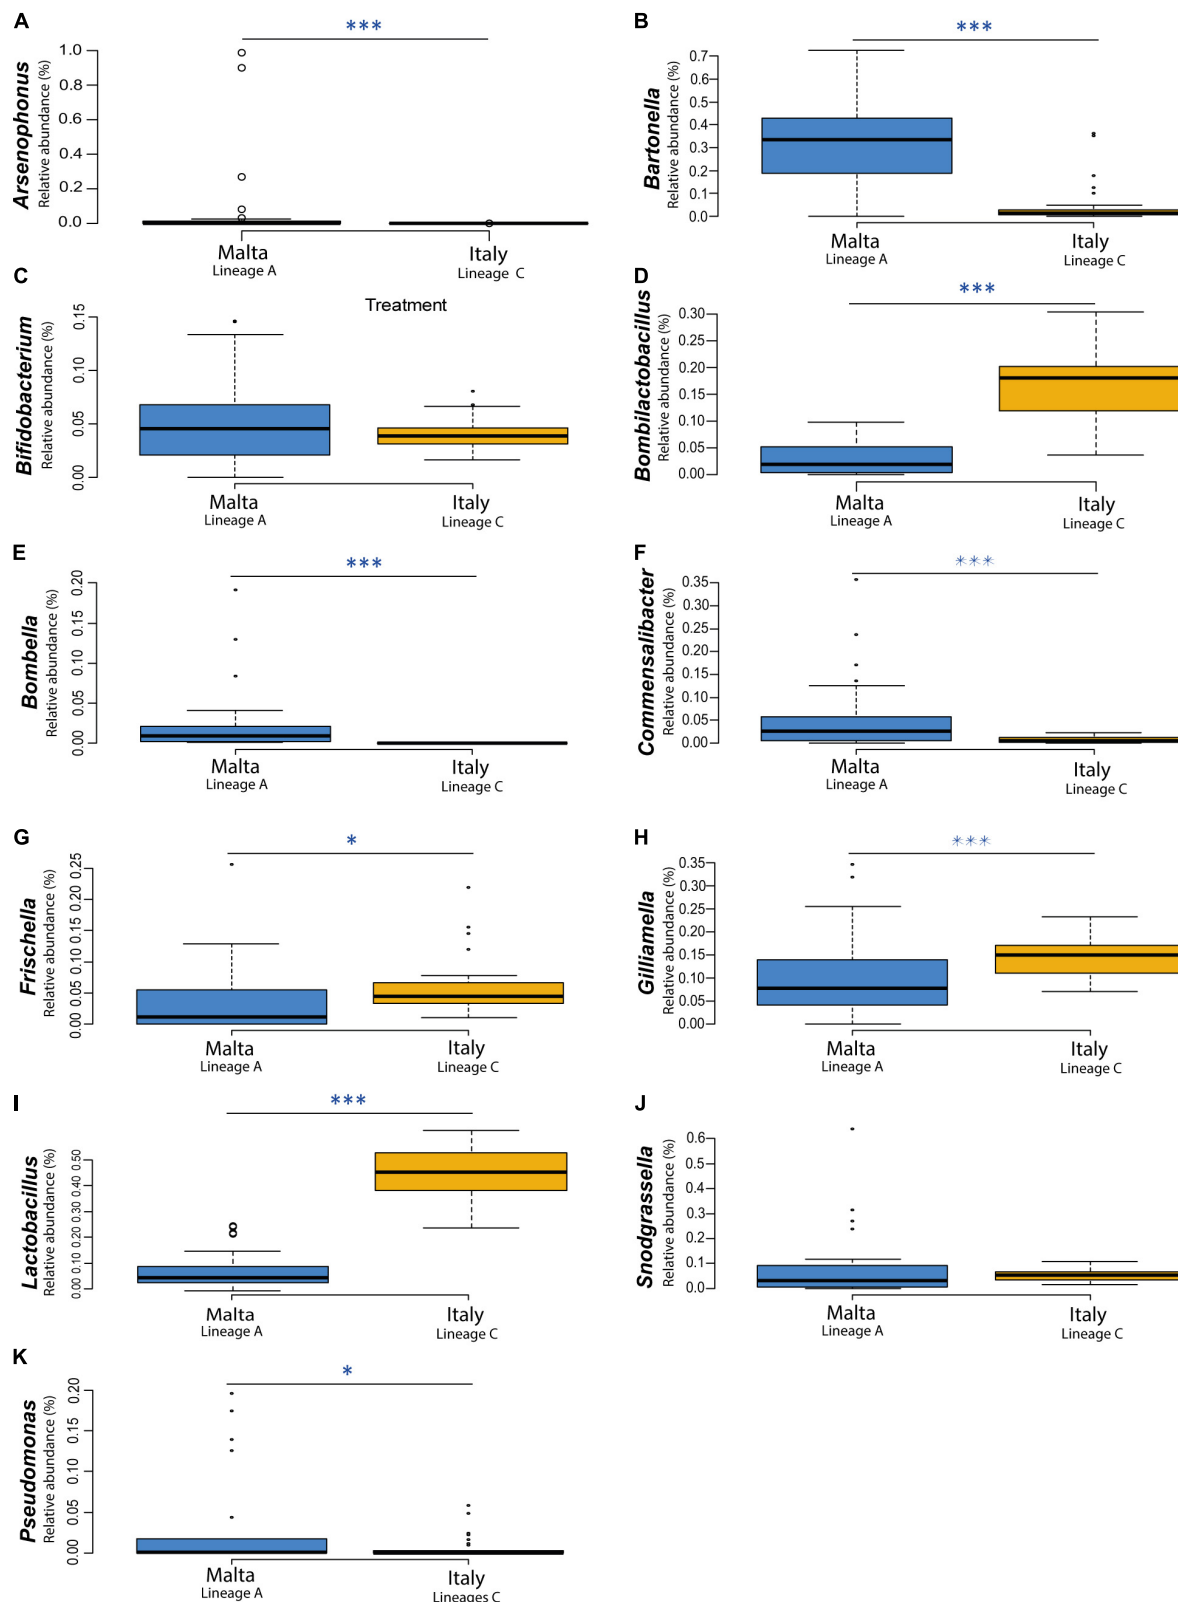 A
***
Arsenophonus
Relative abundance (%)
1.0
0.8
0.6
0.4
0.2
0.0
Malta
Lineage A
Italy
Lineage C
B
***
Bartonella
Relative abundance (%)
0.7
0.6
0.5
0.4
0.3
0.2
0.1
0.0
Malta
Lineage A
Italy
Lineage C
C
Treatment
Bifidobacterium
Relative abundance (%)
0.15
0.10
0.05
0.00
Malta
Lineage A
Italy
Lineage C
D
***
Bombilactobacillus
Relative abundance (%)
0.30
0.25
0.20
0.15
0.10
0.05
0.00
Malta
Lineage A
Italy
Lineage C
E
***
Bombella
Relative abundance (%)
0.20
0.15
0.10
0.05
0.00
Malta
Lineage A
Italy
Lineage C
F
***
Commensalibacter
Relative abundance (%)
0.35
0.30
0.25
0.20
0.15
0.10
0.05
0.00
Malta
Lineage A
Italy
Lineage C
G
*
Frischella
Relative abundance (%)
0.25
0.20
0.15
0.10
0.05
0.00
Malta
Lineage A
Italy
Lineage C
H
***
Gilliamella
Relative abundance (%)
0.35
0.30
0.25
0.20
0.15
0.10
0.05
0.00
Malta
Lineage A
Italy
Lineage C
I
***
Lactobacillus
Relative abundance (%)
0.50
0.40
0.30
0.20
0.10
0.00
Malta
Lineage A
Italy
Lineage C
J
Snodgrassella
Relative abundance (%)
0.6
0.5
0.4
0.3
0.2
0.1
0.0
Malta
Lineage A
Italy
Lineage C
K
*
Pseudomonas
Relative abundance (%)
0.20
0.15
0.10
0.05
0.00
Malta
Lineage A
Italy
Lineages C